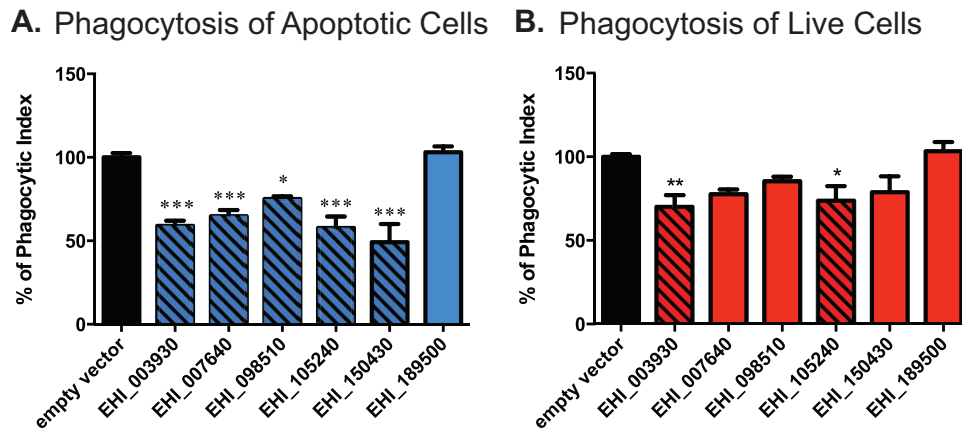 A. Phagocytosis of Apoptotic Cells
% of Phagocytic Index
150
100
50
0
***
***
*
***
***
empty vector
EHI_003930
EHI_007640
EHI_098510
EHI_105240
EHI_150430
EHI_189500
B. Phagocytosis of Live Cells
% of Phagocytic Index
150
100
50
0
**
*
empty vector
EHI_003930
EHI_007640
EHI_098510
EHI_105240
EHI_150430
EHI_189500